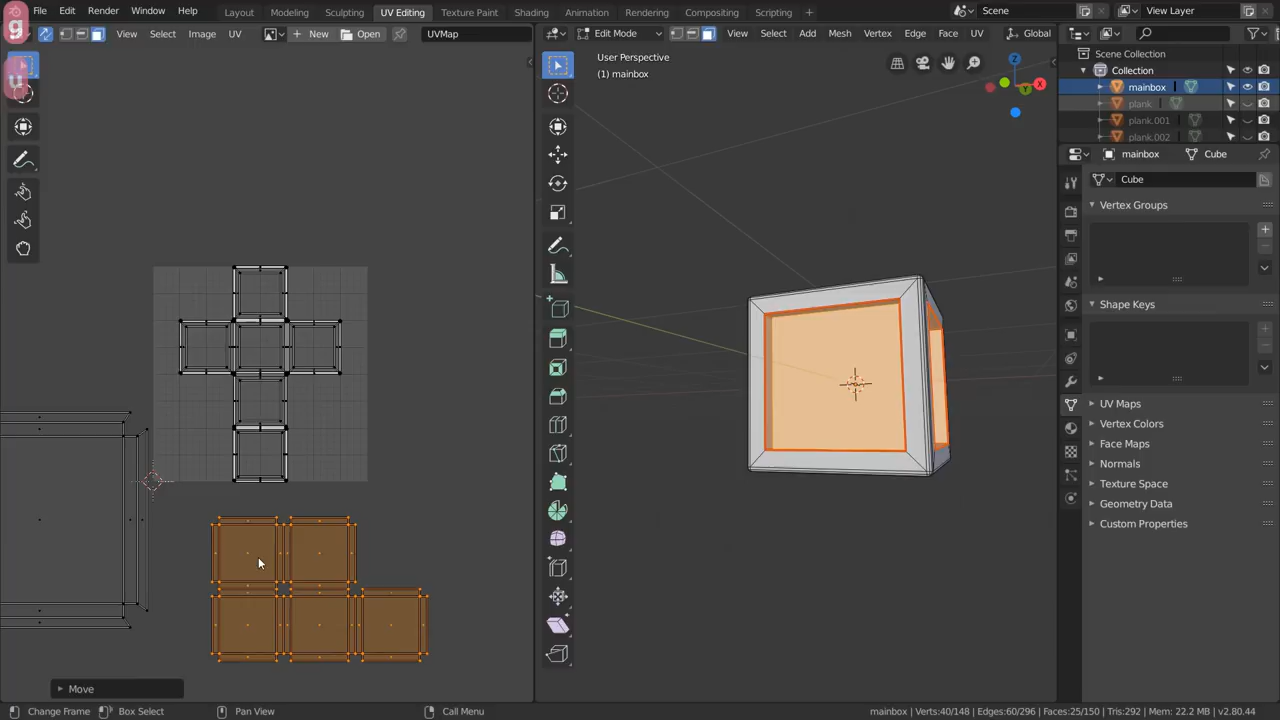 g
u
File Edit Render Window Help
Layout Modeling Sculpting UV Editing Texture Paint Shading Animation Rendering Compositing Scripting +
Scene
View Layer
View Select Image UV
New
Open
UVMap
Edit Mode
View Select Add Mesh Vertex Edge Face UV
Global
User Perspective
(1) mainbox
Z
X
Y
Scene Collection
Collection
mainbox
plank
plank.001
plank.002
mainbox
Cube
Cube
Vertex Groups
Shape Keys
UV Maps
Vertex Colors
Face Maps
Normals
Texture Space
Geometry Data
Custom Properties
Move
Change Frame
Box Select
Pan View
Call Menu
mainbox | Verts:40/148 | Edges:60/296 | Faces:25/150 | Tris:292 | Mem: 22.2 MB | v2.80.44